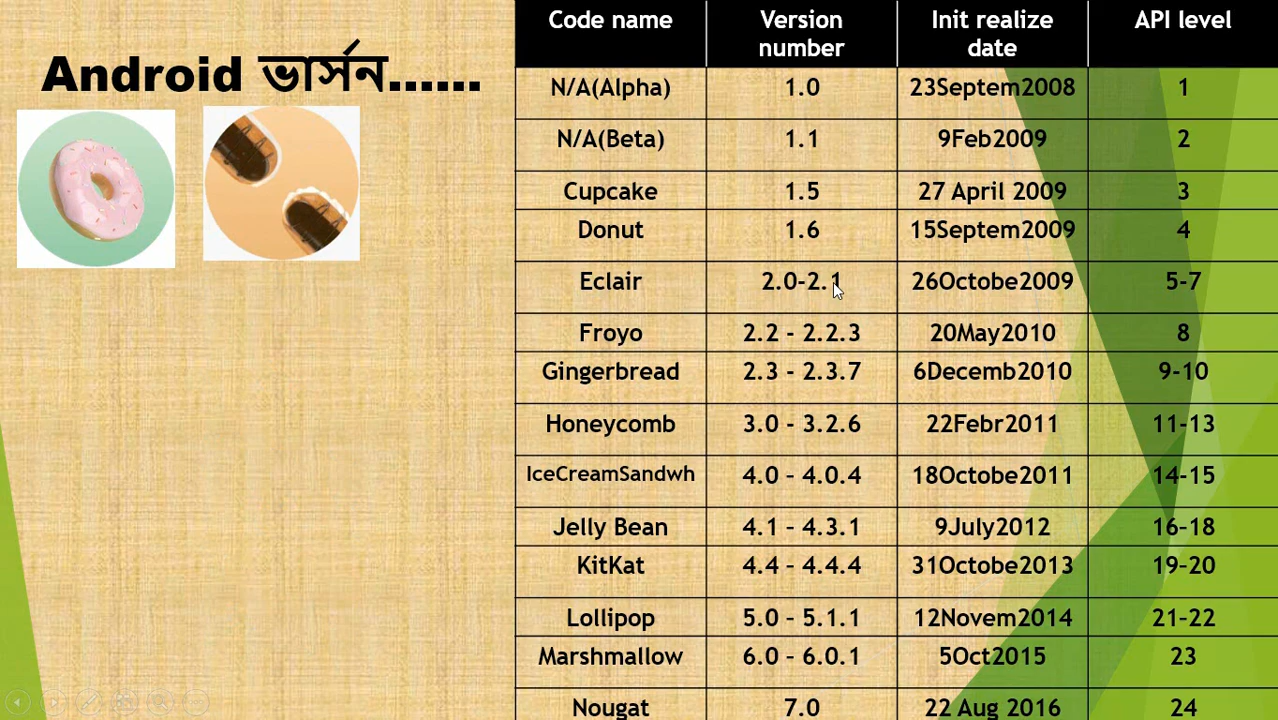 Android ভার্সন......
Code name Version number Init realize date API level
N/A(Alpha) 1.0 23Septem2008 1
N/A(Beta) 1.1 9Feb2009 2
Cupcake 1.5 27 April 2009 3
Donut 1.6 15Septem2009 4
Eclair 2.0-2.1 26Octobe2009 5-7
Froyo 2.2 - 2.2.3 20May2010 8
Gingerbread 2.3 - 2.3.7 6Decemb2010 9-10
Honeycomb 3.0 - 3.2.6 22Febr2011 11-13
IceCreamSandwh 4.0 – 4.0.4 18Octobe2011 14-15
Jelly Bean 4.1 – 4.3.1 9July2012 16–18
KitKat 4.4 – 4.4.4 31Octobe2013 19–20
Lollipop 5.0 – 5.1.1 12Novem2014 21–22
Marshmallow 6.0 – 6.0.1 5Oct2015 23
Nougat 7.0 22 Aug 2016 24